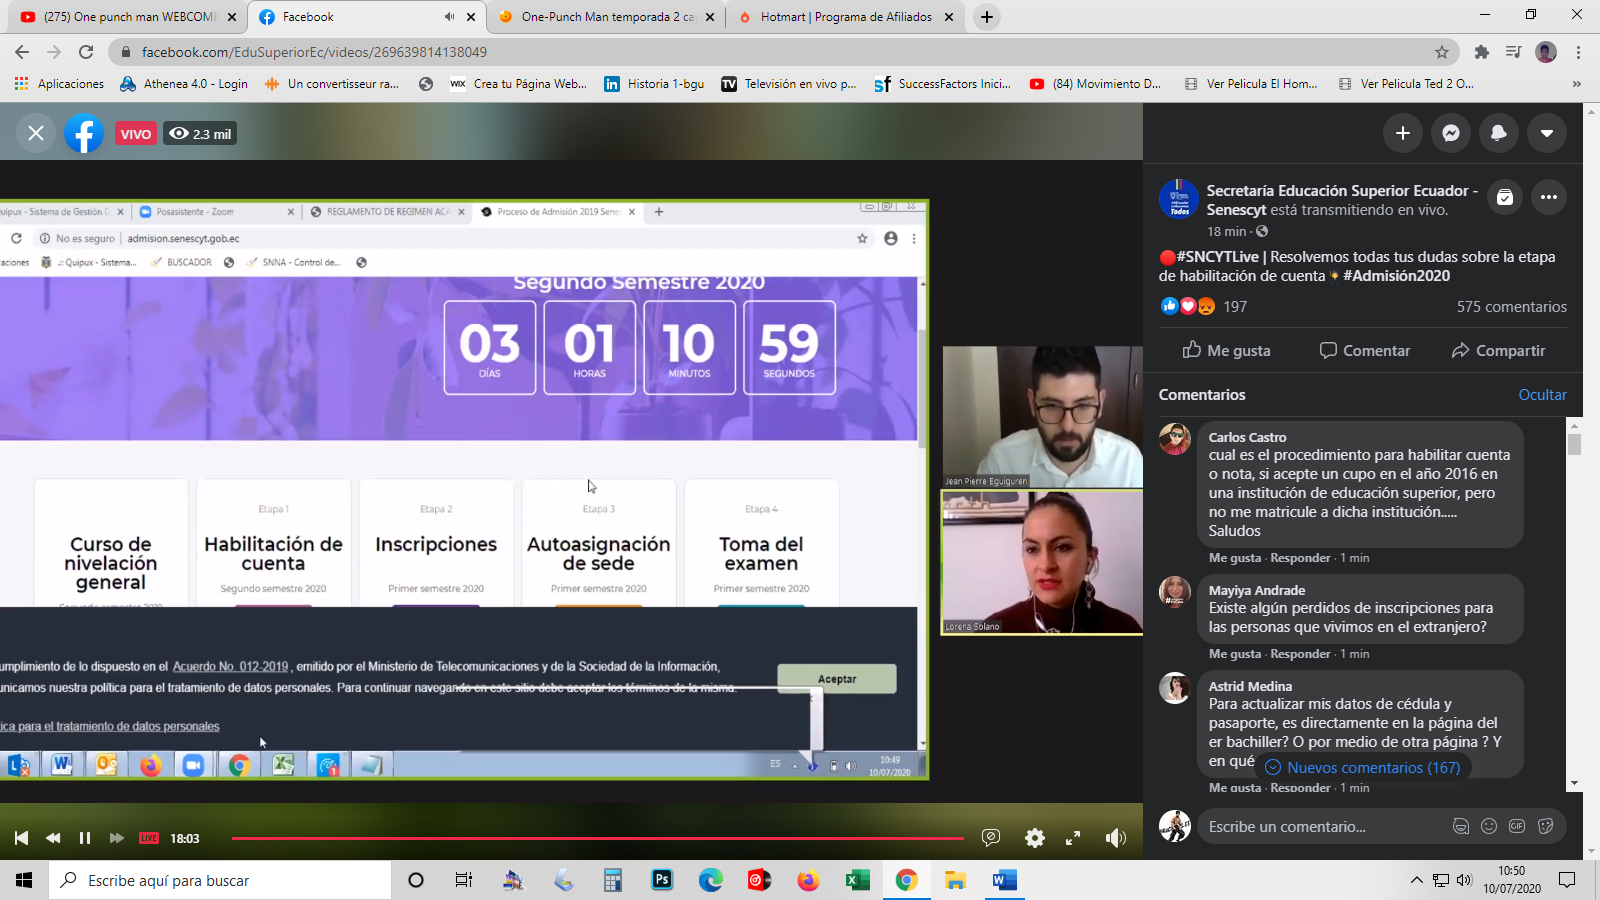 (275) One punch man WEBCOMI
Facebook
One-Punch Man temporada 2 ca
Hotmart | Programa de Afiliados
facebook.com/EduSuperiorEc/videos/269639814138049
Aplicaciones
Athenea 4.0 - Login
Un convertisseur ra...
WIX
Crea tu Página Web...
in
Historia 1-bgu
TV
Televisión en vivo p...
sf
SuccessFactors Inici...
(84) Movimiento D...
Ver Pelicula El Hom...
Ver Pelicula Ted 2 O...
»
VIVO
2.3 mil
uipux - Sistema de Gestión D
Posasistente - Zoom
REGLAMENTO DE REGIMEN ACA
Proceso de Admisión 2019 Sene
No es seguro
admision.senescyt.gob.ec
aciones
.:: Quipux - Sistema...
BUSCADOR
SNNA - Control de...
Segundo Semestre 2020
03
DÍAS
01
HORAS
10
MINUTOS
59
SEGUNDOS
Curso de
nivelación
general
Segundo semestre 2019
Etapa 1
Habilitación de
cuenta
Segundo semestre 2020
Etapa 2
Inscripciones
Primer semestre 2020
Etapa 3
Autoasignación
de sede
Primer semestre 2020
Etapa 4
Toma del
examen
Primer semestre 2020
umplimiento de lo dispuesto en el Acuerdo No. 012-2019, emitido por el Ministerio de Telecomunicaciones y de la Sociedad de la Información,
unicamos nuestra política para el tratamiento de datos personales. Para continuar navegando en este sitio debe aceptar los términos de la misma.
Aceptar
tica para el tratamiento de datos personales
ES
10:49
10/07/2020
Jean Pierre Eguiguren
Lorena Solano
LIVE
18:03
Secretaría Educación Superior Ecuador -
Senescyt está transmitiendo en vivo.
18 min ·
#SNCYTLive | Resolvemos todas tus dudas sobre la etapa
de habilitación de cuenta #Admisión2020
197
575 comentarios
Me gusta
Comentar
Compartir
Comentarios
Ocultar
Carlos Castro
cual es el procedimiento para habilitar cuenta
o nota, si acepte un cupo en el año 2016 en
una institución de educación superior, pero
no me matricule a dicha institución.....
Saludos
Me gusta · Responder · 1 min
Mayiya Andrade
Existe algún perdidos de inscripciones para
las personas que vivimos en el extranjero?
Me gusta · Responder · 1 min
Astrid Medina
Para actualizar mis datos de cédula y
pasaporte, es directamente en la página del
er bachiller? O por medio de otra página ? Y
en qué
Nuevos comentarios (167)
Me gusta · Responder · 1 min
Escribe un comentario...
GIF
Escribe aquí para buscar
Ps
10:50
10/07/2020